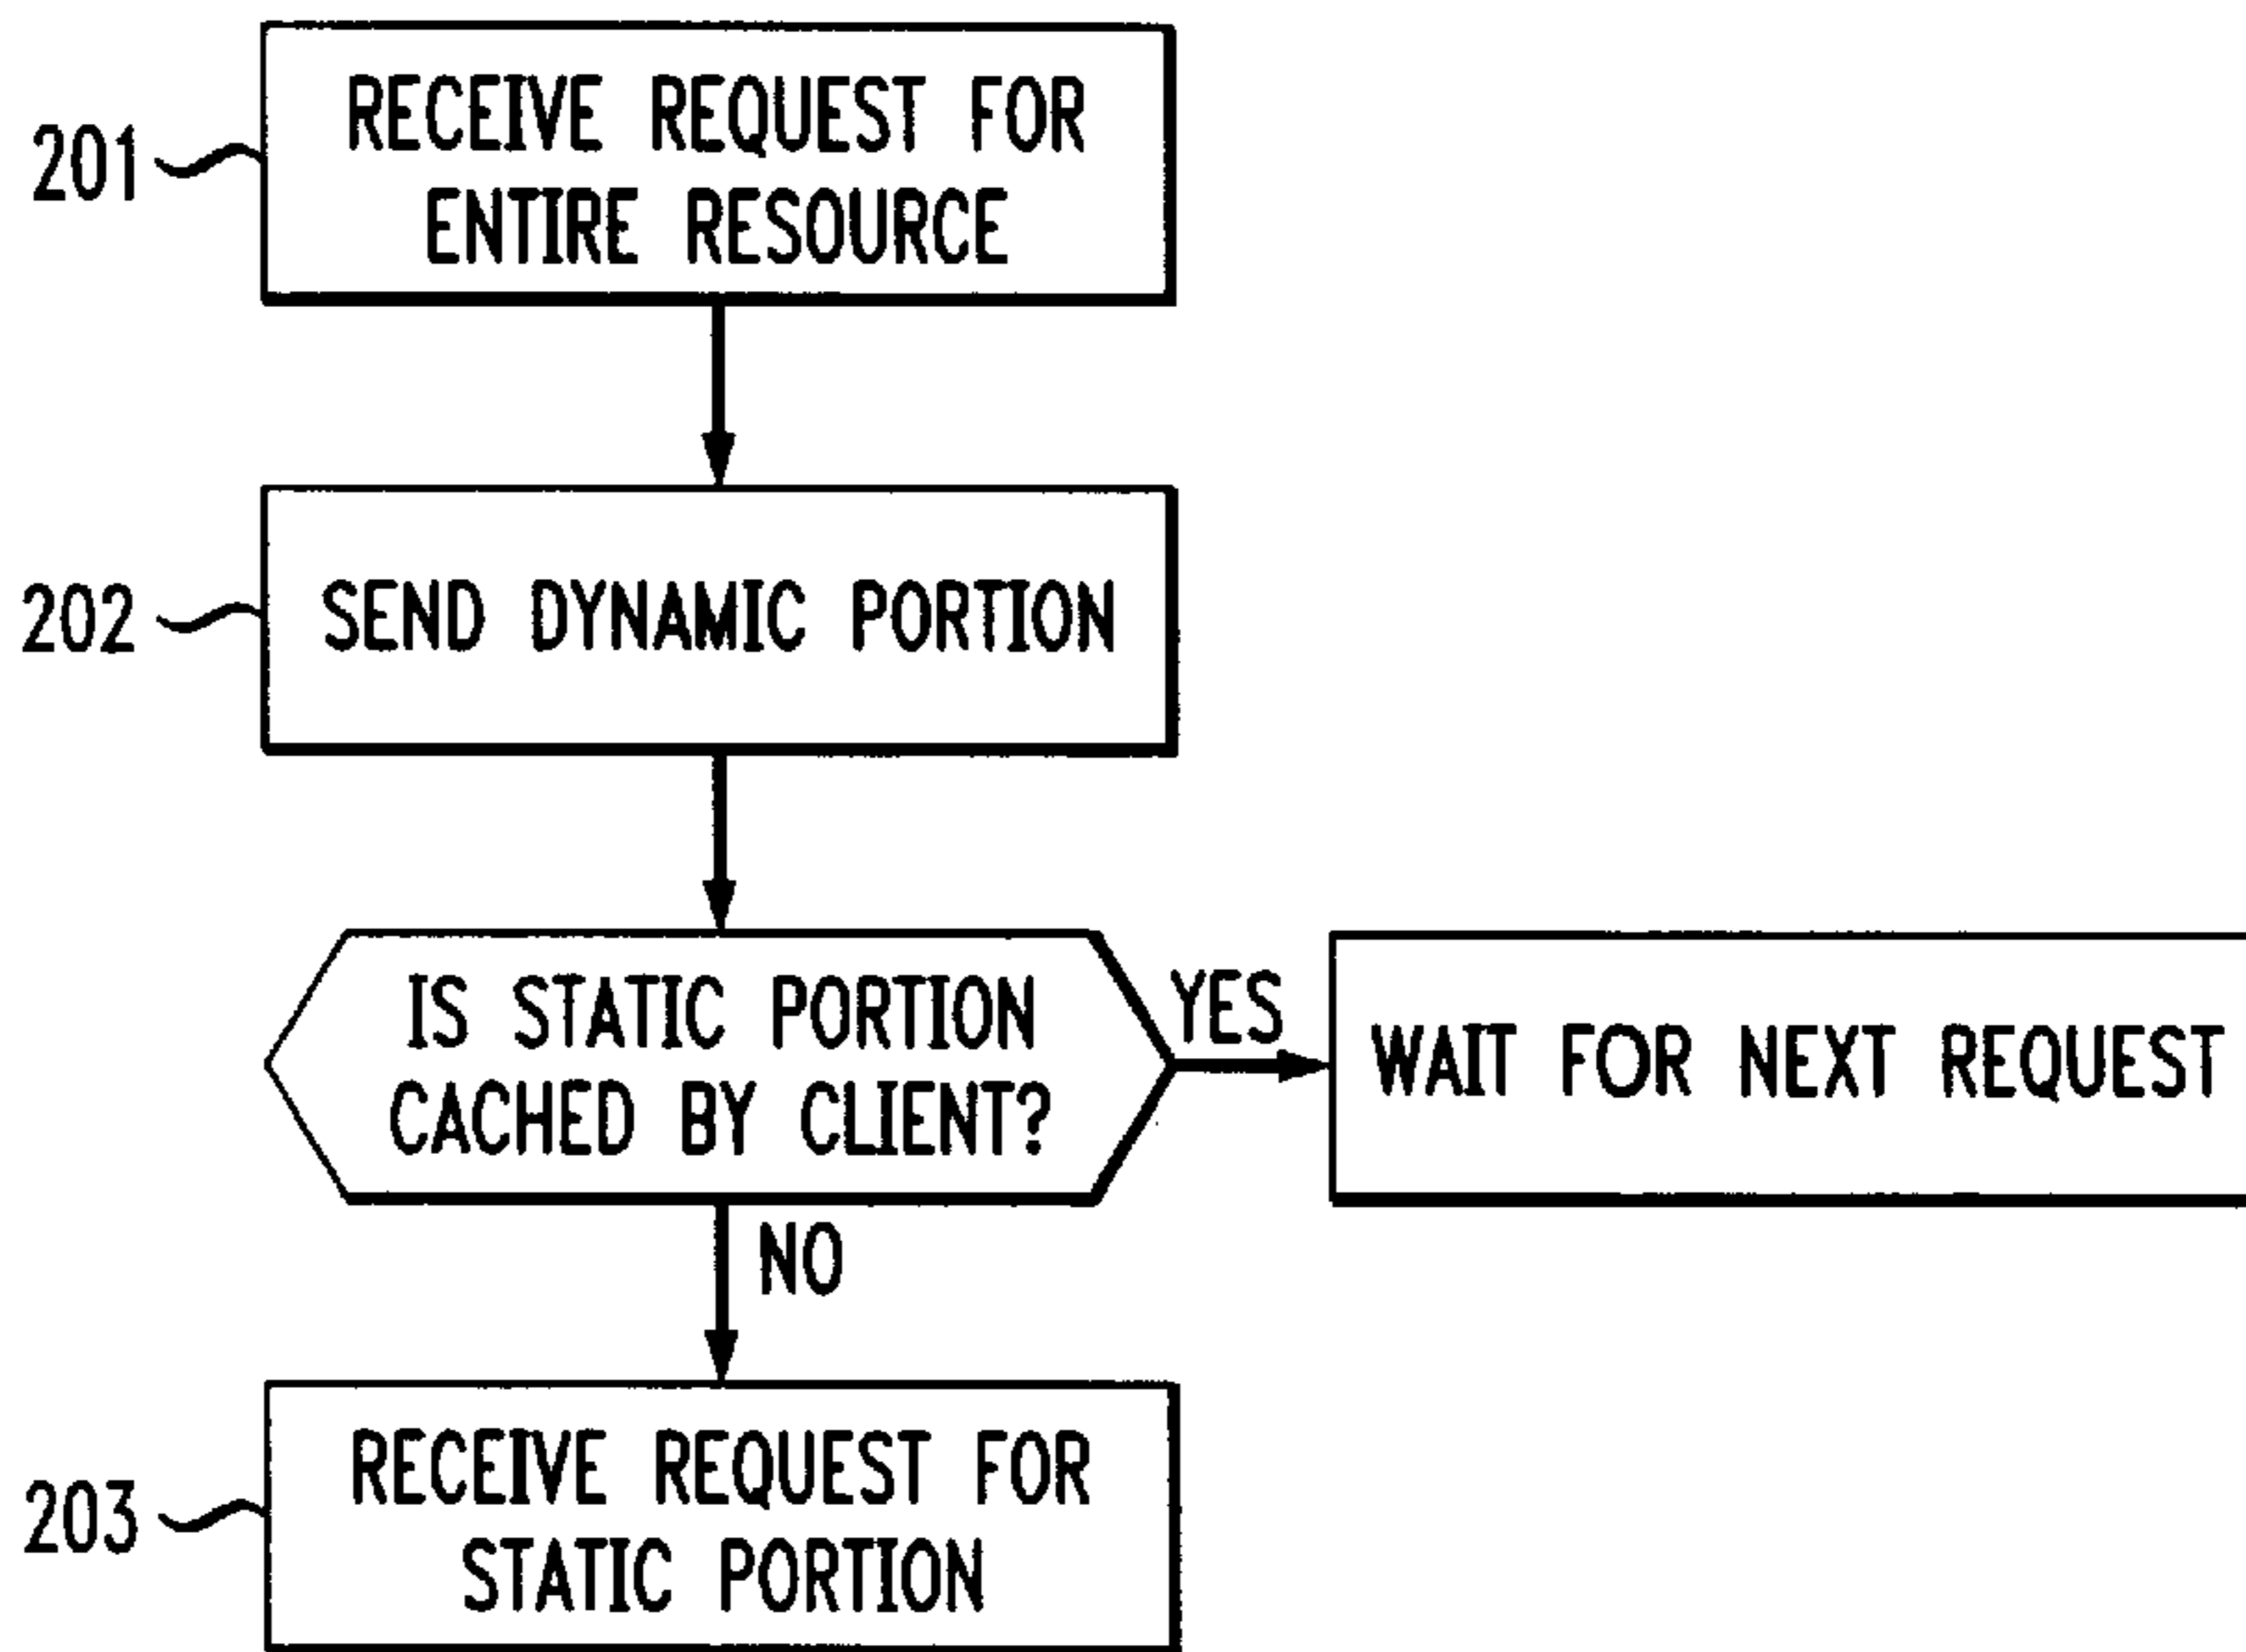 201
RECEIVE REQUEST FOR
ENTIRE RESOURCE
202
SEND DYNAMIC PORTION
IS STATIC PORTION
CACHED BY CLIENT?
YES
WAIT FOR NEXT REQUEST
NO
203
RECEIVE REQUEST FOR
STATIC PORTION